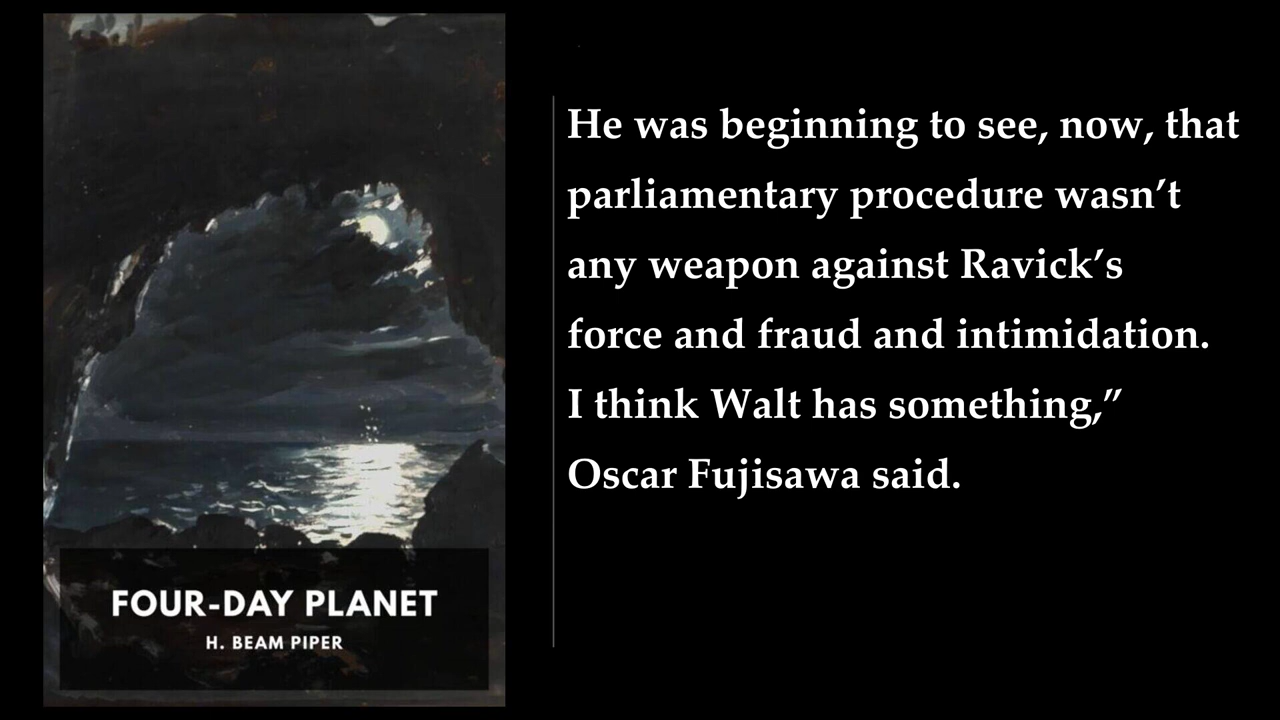 He was beginning to see, now, that
parliamentary procedure wasn’t
any weapon against Ravick’s
force and fraud and intimidation.
I think Walt has something,”
Oscar Fujisawa said.
FOUR-DAY PLANET
H. BEAM PIPER